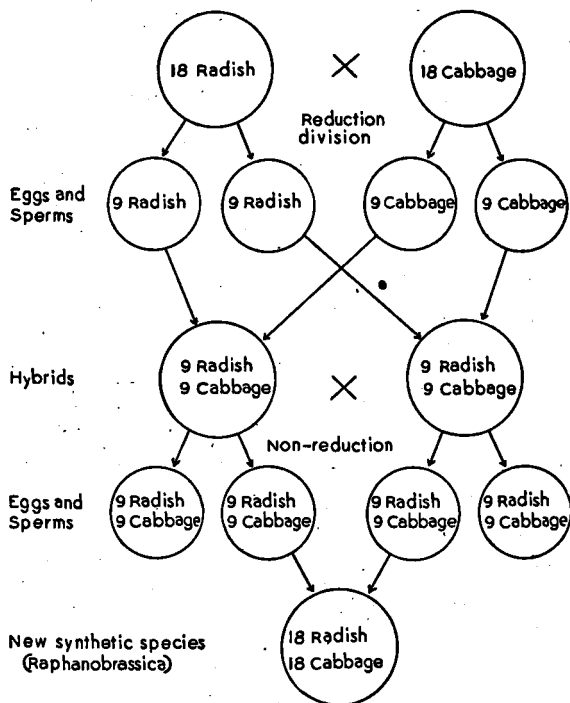 18 Radish
18 Cabbage
Reduction
division
Eggs and
Sperms
9 Radish
9 Radish
9 Cabbage
9 Cabbage
Hybrids
9 Radish
9 Cabbage
9 Radish
9 Cabbage
Non-reduction
Eggs and
Sperms
9 Radish
9 Cabbage
9 Radish
9 Cabbage
9 Radish
9 Cabbage
9 Radish
9 Cabbage
New synthetic species
(Raphanobrassica)
18 Radish
18 Cabbage